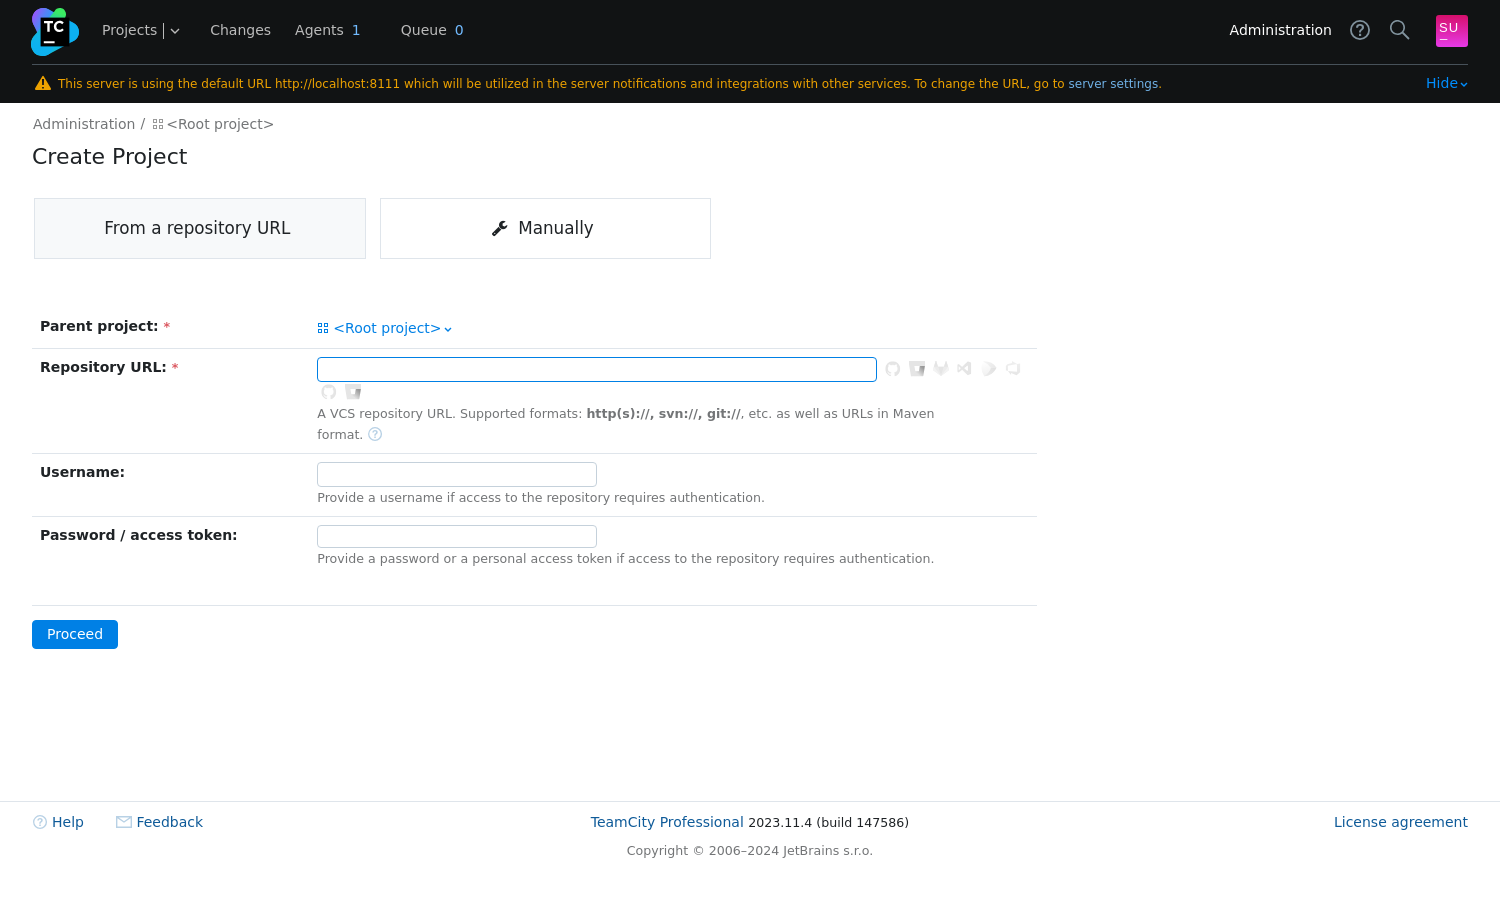 TC
Projects
Changes
Agents 1
Queue 0
Administration
SU
This server is using the default URL http://localhost:8111 which will be utilized in the server notifications and integrations with other services. To change the URL, go to server settings.
Hide
Administration / <Root project>
Create Project
From a repository URL
Manually
Parent project: *
<Root project>
Repository URL: *
A VCS repository URL. Supported formats: http(s)://, svn://, git://, etc. as well as URLs in Maven
format.
Username:
Provide a username if access to the repository requires authentication.
Password / access token:
Provide a password or a personal access token if access to the repository requires authentication.
Proceed
Help
Feedback
TeamCity Professional 2023.11.4 (build 147586)
License agreement
Copyright © 2006–2024 JetBrains s.r.o.